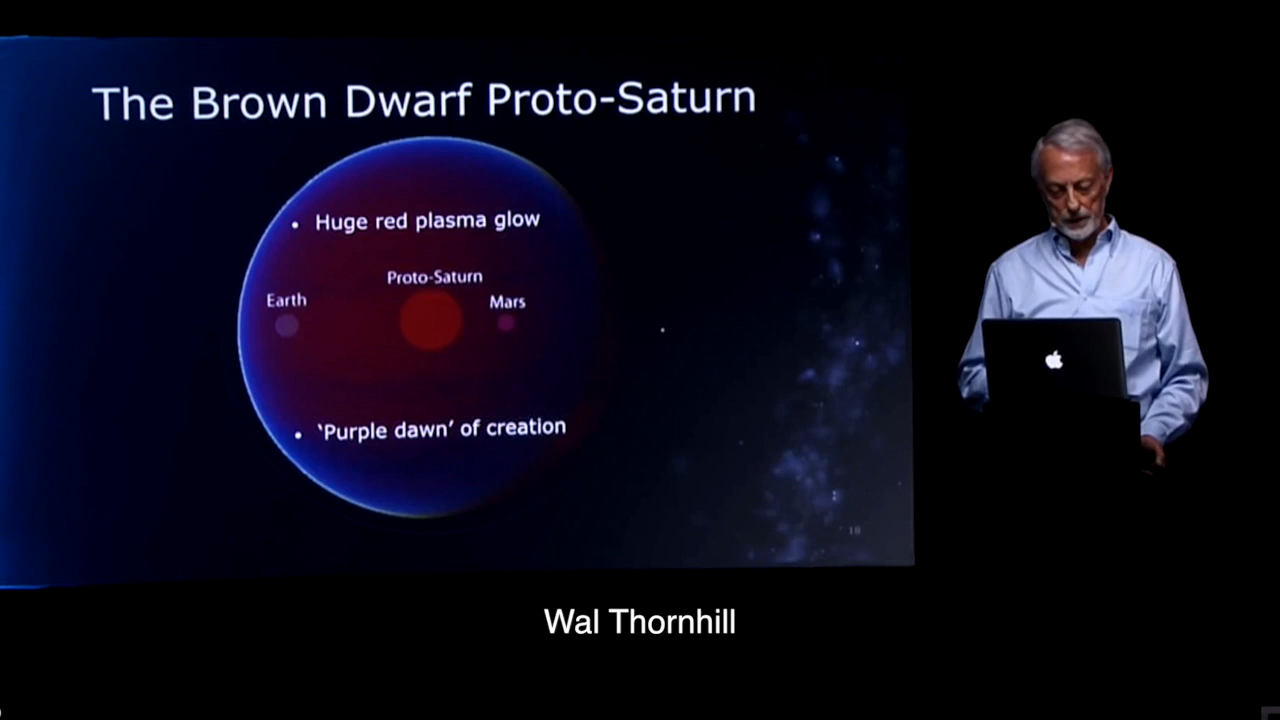 The Brown Dwarf Proto-Saturn
• Huge red plasma glow
Proto-Saturn
Earth
Mars
• ‘Purple dawn’ of creation
18
Wal Thornhill